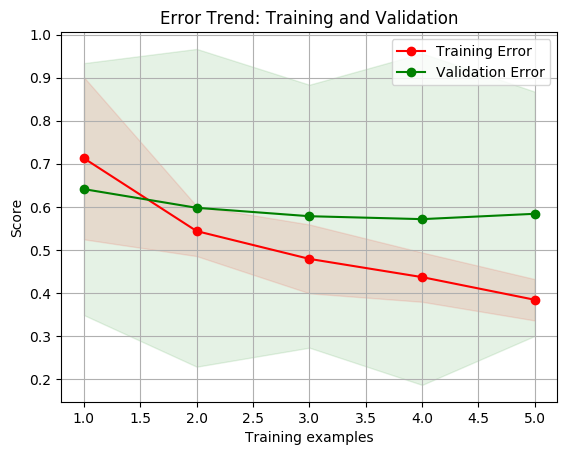 Error Trend: Training and Validation
1.0
0.9
0.8
0.7
0.6
0.5
0.4
0.3
0.2
Score
Training Error
Validation Error
1.0 1.5 2.0 2.5 3.0 3.5 4.0 4.5 5.0
Training examples